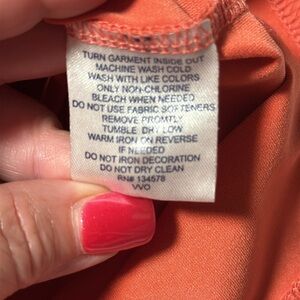 TURN GARMENT INSIDE OUT
MACHINE WASH COLD
WASH WITH LIKE COLORS
ONLY NON-CHLORINE
BLEACH WHEN NEEDED
DO NOT USE FABRIC SOFTENERS
REMOVE PROMTLY
TUMBLE DRY LOW
WARM IRON ON REVERSE
IF NEEDED
DO NOT IRON DECORATION
DO NOT DRY CLEAN
RN# 134578
VVO